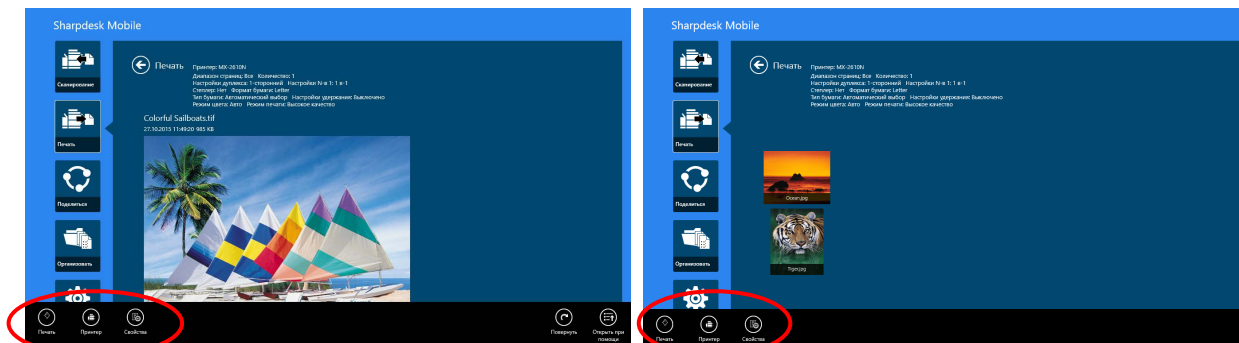 Sharpdesk Mobile
Сканирование
Печать
Поделиться
Организовать
Печать
Принтер: MX-2610N
Диапазон страниц: Все Количество: 1
Настройки дуплекса: 1-сторонний Настройки N-в 1: 1 в-1
Степлер: Нет Формат бумаги: Letter
Тип бумаги: Автоматический выбор Настройки удержания: Выключено
Режим цвета: Авто Режим печати: Высокое качество
Colorful Sailboats.tif
27.10.2015 11:49:20 985 KB
Печать
Принтер
Свойства
Повернуть
Открыть при
помощи
Sharpdesk Mobile
Сканирование
Печать
Поделиться
Организовать
Печать
Принтер: MX-2610N
Диапазон страниц: Все Количество: 1
Настройки дуплекса: 1-сторонний Настройки N-в 1: 1 в-1
Степлер: Нет Формат бумаги: Letter
Тип бумаги: Автоматический выбор Настройки удержания: Выключено
Режим цвета: Авто Режим печати: Высокое качество
Ocean.jpg
Tiger.jpg
Печать
Принтер
Свойства